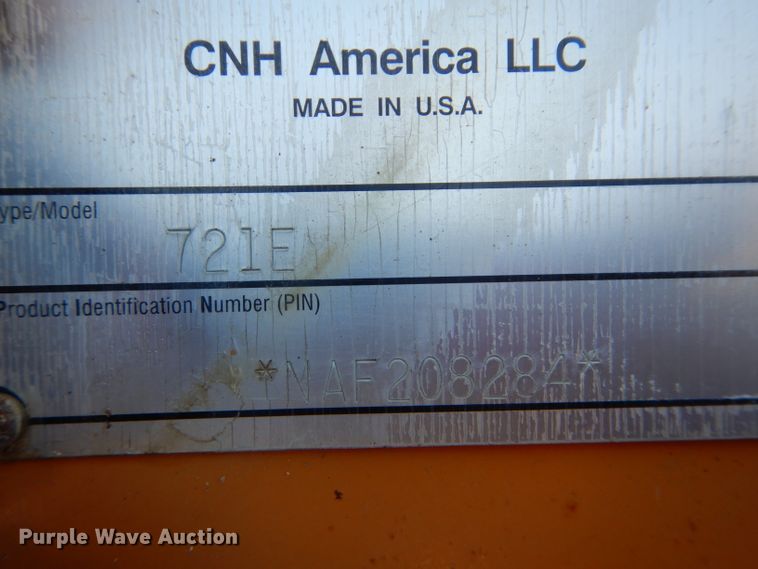 CNH America LLC
MADE IN U.S.A.
ype/Model
721E
Product Identification Number (PIN)
*NAF208284*
Purple Wave Auction